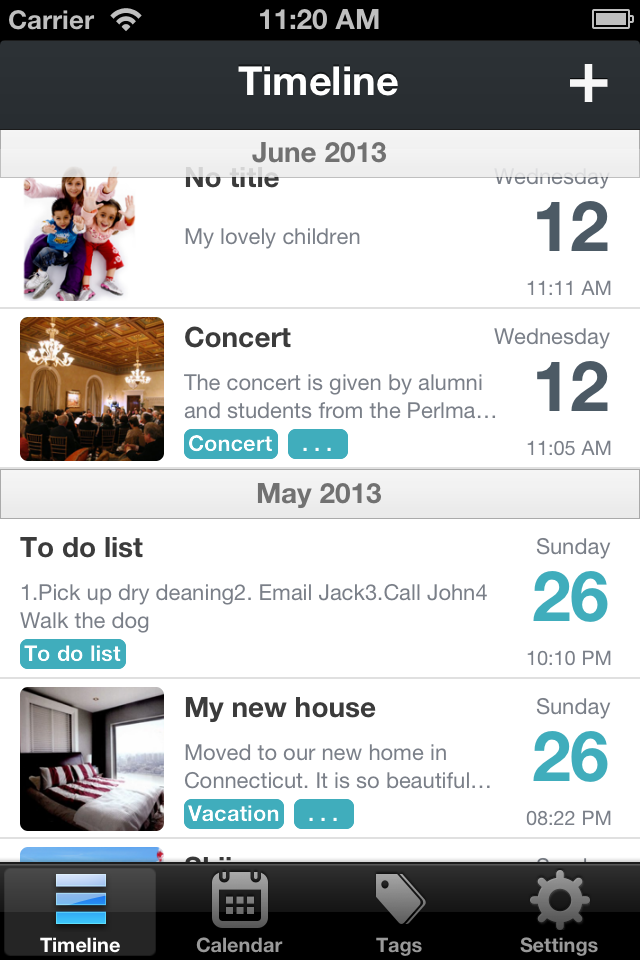 Carrier 11:20 AM
Timeline +
June 2013
No title Wednesday
My lovely children 12
11:11 AM
Concert Wednesday
The concert is given by alumni 12
and students from the Perlma...
Concert ... 11:05 AM
May 2013
To do list Sunday
1.Pick up dry deaning2. Email Jack3.Call John4 26
Walk the dog
To do list 10:10 PM
My new house Sunday
Moved to our new home in 26
Connecticut. It is so beautiful...
Vacation ... 08:22 PM
Timeline Calendar Tags Settings